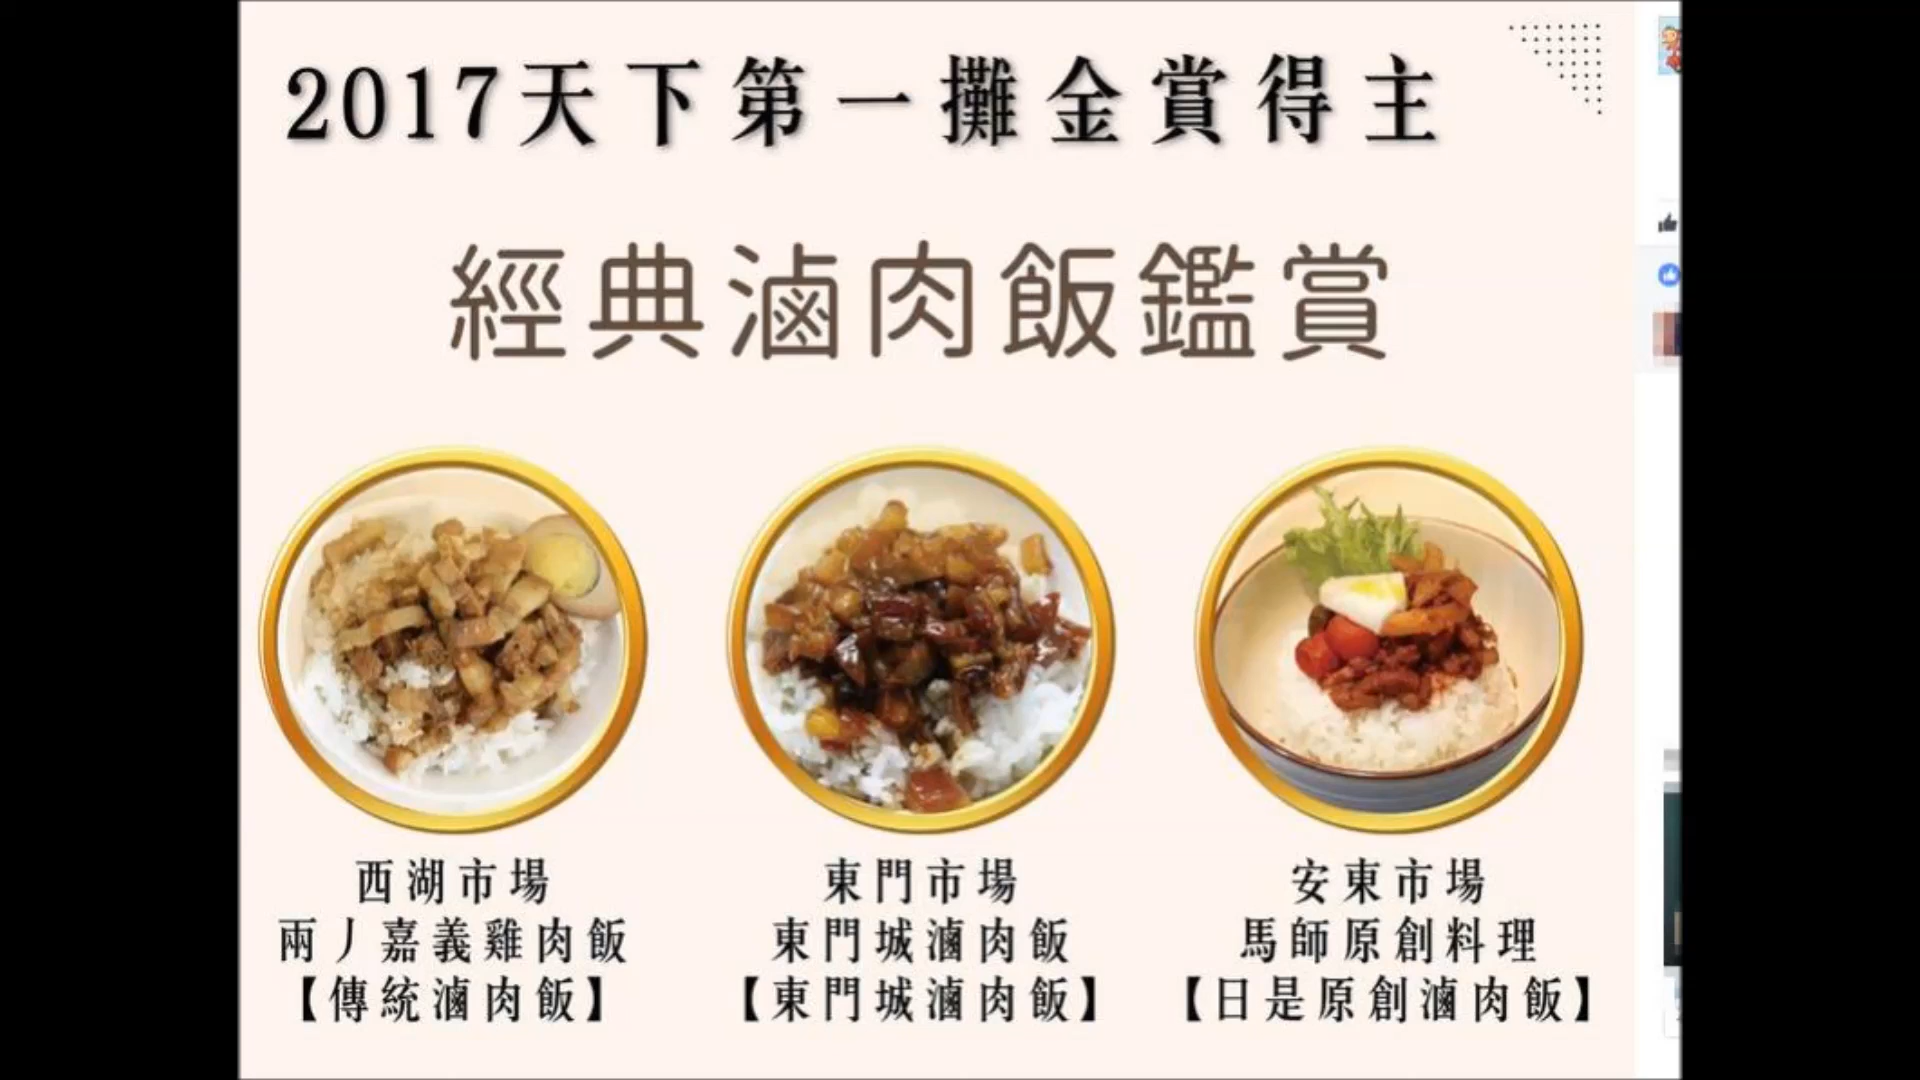 2017天下第一攤金賞得主
經典滷肉飯鑑賞
西湖市場
兩丿嘉義雞肉飯
【傳統滷肉飯】
東門市場
東門城滷肉飯
【東門城滷肉飯】
安東市場
馬師原創料理
【日是原創滷肉飯】